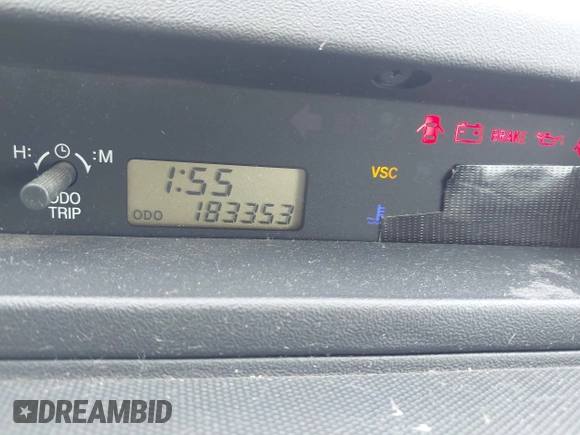 BRAKE
H: :M
VSC
1:55
ODO 183353
ODO
TRIP
DREAMBID